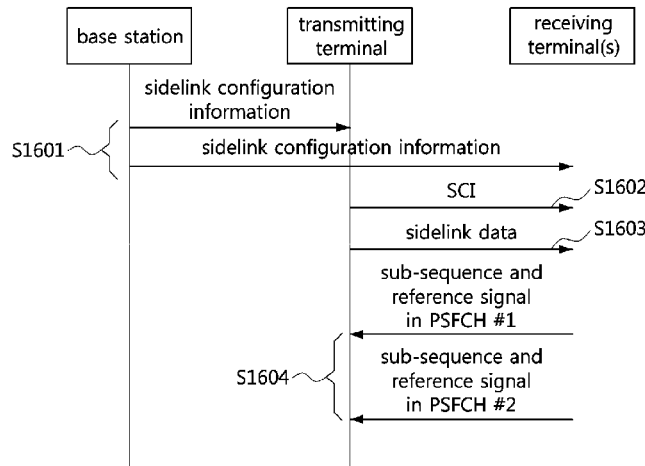 base station
transmitting
terminal
receiving
terminal(s)
sidelink configuration
information
S1601
sidelink configuration information
SCI
S1602
sidelink data
S1603
sub-sequence and
reference signal
in PSFCH #1
S1604
sub-sequence and
reference signal
in PSFCH #2